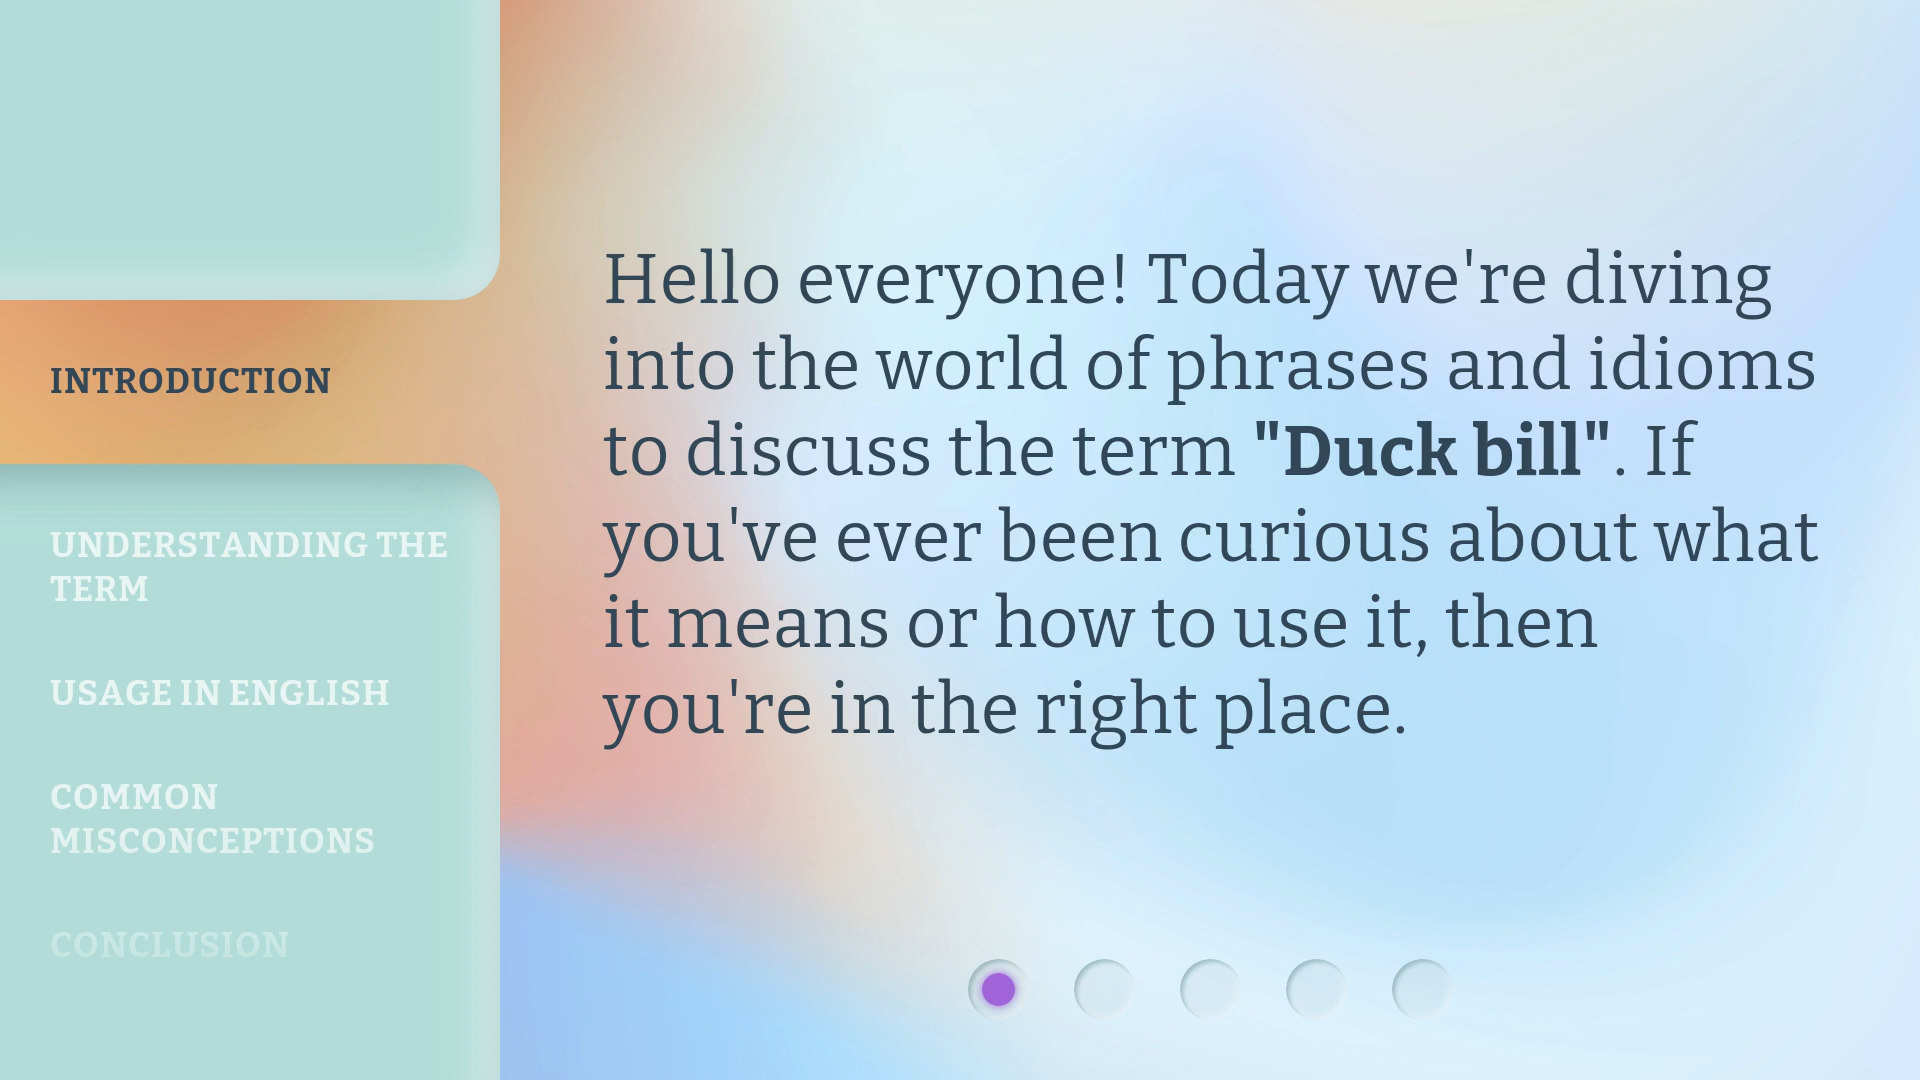 INTRODUCTION
UNDERSTANDING THE
TERM
USAGE IN ENGLISH
COMMON
MISCONCEPTIONS
CONCLUSION
Hello everyone! Today we're diving
into the world of phrases and idioms
to discuss the term "Duck bill". If
you've ever been curious about what
it means or how to use it, then
you're in the right place.